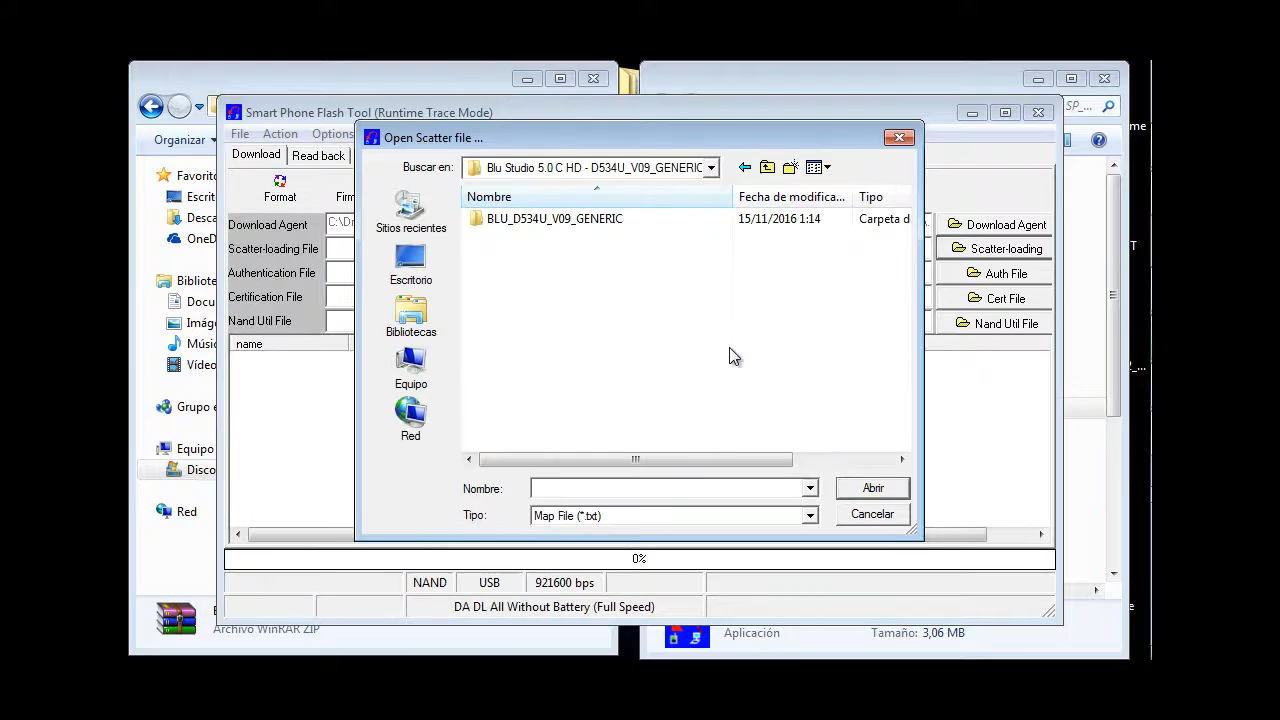 SP_...
Organizar
Smart Phone Flash Tool (Runtime Trace Mode)
File Action Options
Download Read back
Format
Download Agent C:\D
Scatter-loading File
Authentication File
Certification File
Nand Util File
name
Download Agent
Scatter-loading
Auth File
Cert File
Nand Util File
Open Scatter file ...
Buscar en: Blu Studio 5.0 C HD - D534U_V09_GENERIC
Nombre Fecha de modifica... Tipo
BLU_D534U_V09_GENERIC 15/11/2016 1:14 Carpeta d
Sitios recientes
Escritorio
Bibliotecas
Equipo
Red
Nombre: Abrir
Tipo: Map File (*.txt) Cancelar
Favorito
Escrit
Desca
OneD
Bibliote
Docu
Imág
Músic
Vídeo
Grupo e
Equipo
Disco
Red
0%
NAND USB 921600 bps
DA DL All Without Battery (Full Speed)
Archivo WinRAR ZIP
Aplicación Tamaño: 3,06 MB